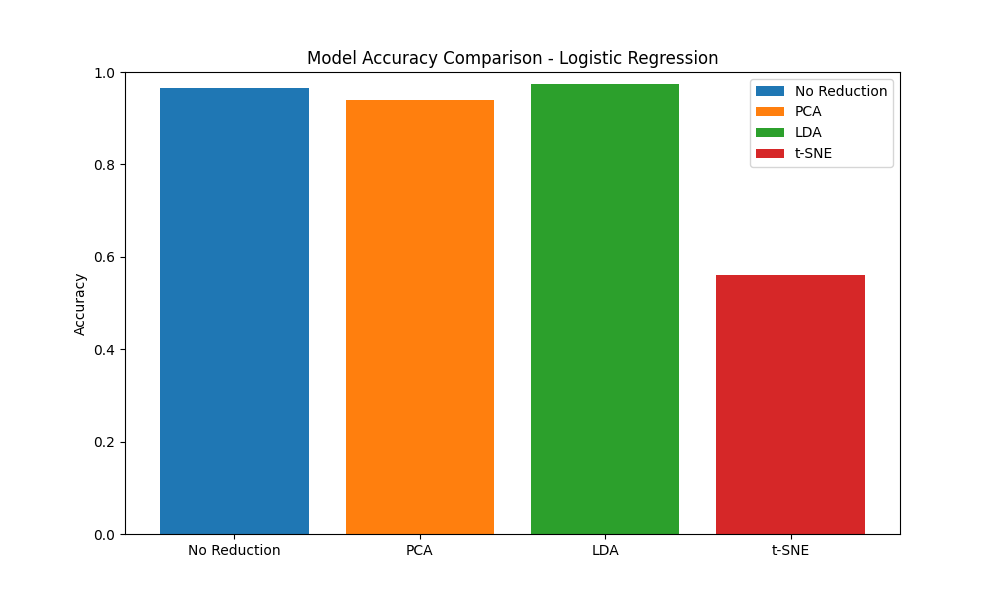 Model Accuracy Comparison - Logistic Regression
1.0
0.8
0.6
0.4
0.2
0.0
Accuracy
No Reduction
PCA
LDA
t-SNE
No Reduction
PCA
LDA
t-SNE